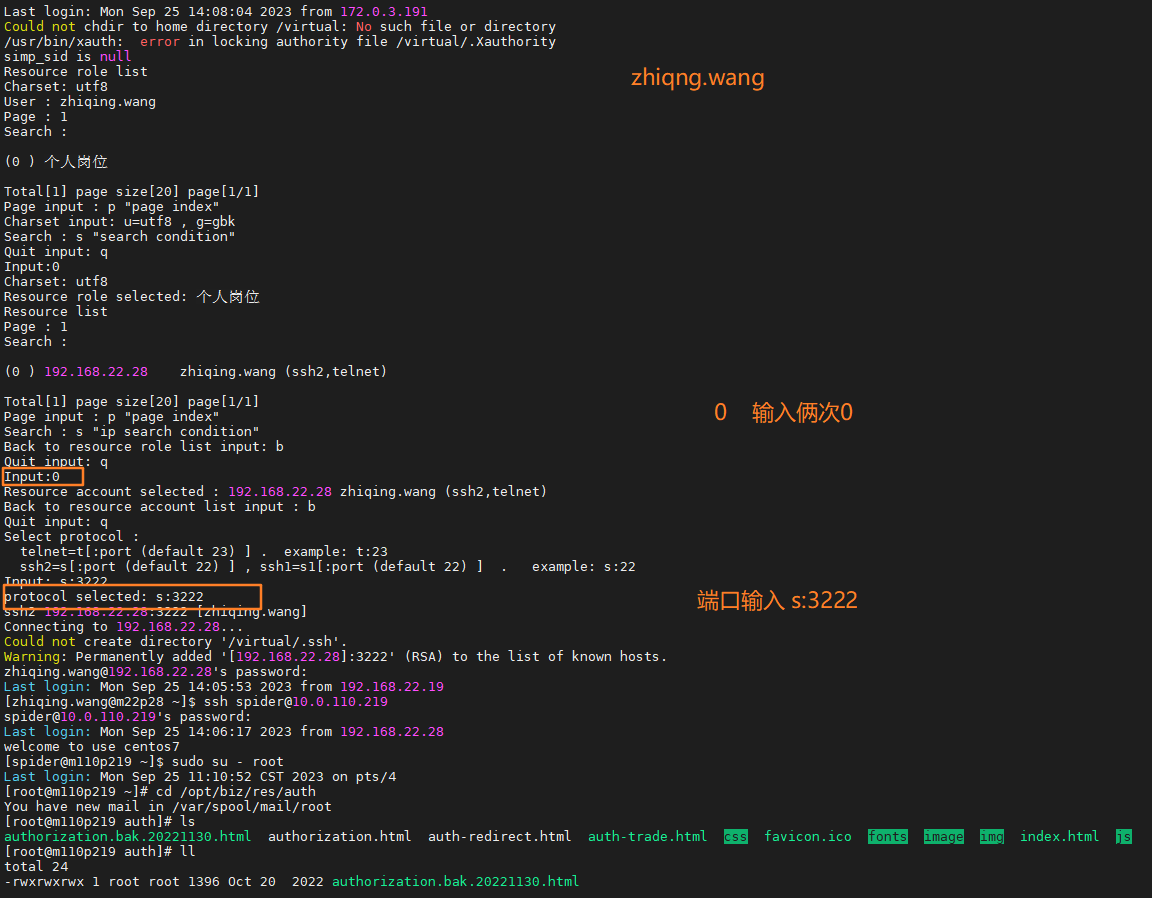 Last login: Mon Sep 25 14:08:04 2023 from 172.0.3.191
Could not chdir to home directory /virtual: No such file or directory
/usr/bin/xauth:  error in locking authority file /virtual/.Xauthority
simp_sid is null
Resource role list
zhiqng.wang
Charset: utf8
User : zhiqing.wang
Page : 1
Search :
(0 ) 个人岗位
Total[1] page size[20] page[1/1]
Page input : p "page index"
Charset input: u=utf8 , g=gbk
Search : s "search condition"
Quit input: q
Input:0
Charset: utf8
Resource role selected: 个人岗位
Resource list
Page : 1
Search :
(0 ) 192.168.22.28    zhiqing.wang (ssh2,telnet)
Total[1] page size[20] page[1/1]
0    输入俩次0
Page input : p "page index"
Search : s "ip search condition"
Back to resource role list input: b
Quit input: q
Input:0
Resource account selected : 192.168.22.28 zhiqing.wang (ssh2,telnet)
Back to resource account list input : b
Quit input: q
Select protocol :
  telnet=t[:port (default 23) ] .  example: t:23
  ssh2=s[:port (default 22) ] , ssh1=s1[:port (default 22) ]  .   example: s:22
Input: s:3222
protocol selected: s:3222
端口输入 s:3222
ssh2 192.168.22.28:3222 [zhiqing.wang]
Connecting to 192.168.22.28...
Could not create directory '/virtual/.ssh'.
Warning: Permanently added '[192.168.22.28]:3222' (RSA) to the list of known hosts.
zhiqing.wang@192.168.22.28's password:
Last login: Mon Sep 25 14:05:53 2023 from 192.168.22.19
[zhiqing.wang@m22p28 ~]$ ssh spider@10.0.110.219
spider@10.0.110.219's password:
Last login: Mon Sep 25 14:06:17 2023 from 192.168.22.28
welcome to use centos7
[spider@m110p219 ~]$ sudo su - root
Last login: Mon Sep 25 11:10:52 CST 2023 on pts/4
[root@m110p219 ~]# cd /opt/biz/res/auth
You have new mail in /var/spool/mail/root
[root@m110p219 auth]# ls
authorization.bak.20221130.html  authorization.html  auth-redirect.html  auth-trade.html  css  favicon.ico  fonts  image  img  index.html  js
[root@m110p219 auth]# ll
total 24
-rwxrwxrwx 1 root root 1396 Oct 20  2022 authorization.bak.20221130.html